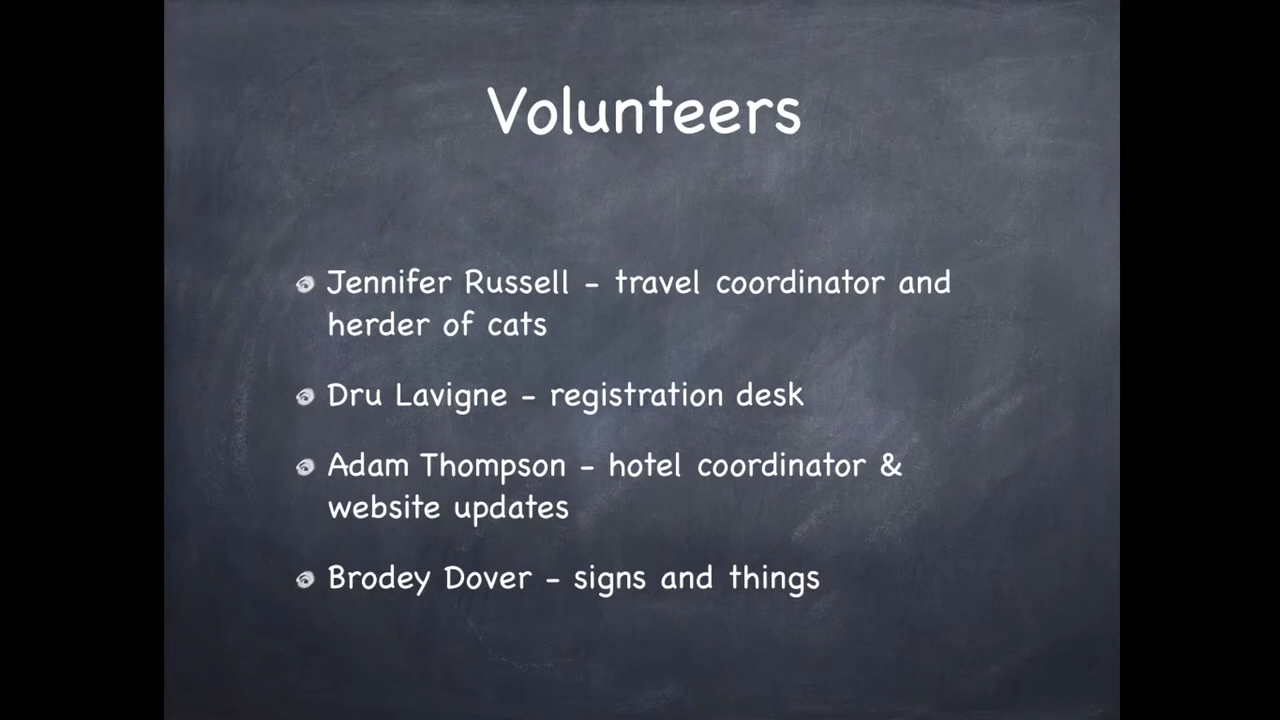 Volunteers
Jennifer Russell - travel coordinator and
herder of cats
Dru Lavigne - registration desk
Adam Thompson - hotel coordinator &
website updates
Brodey Dover - signs and things